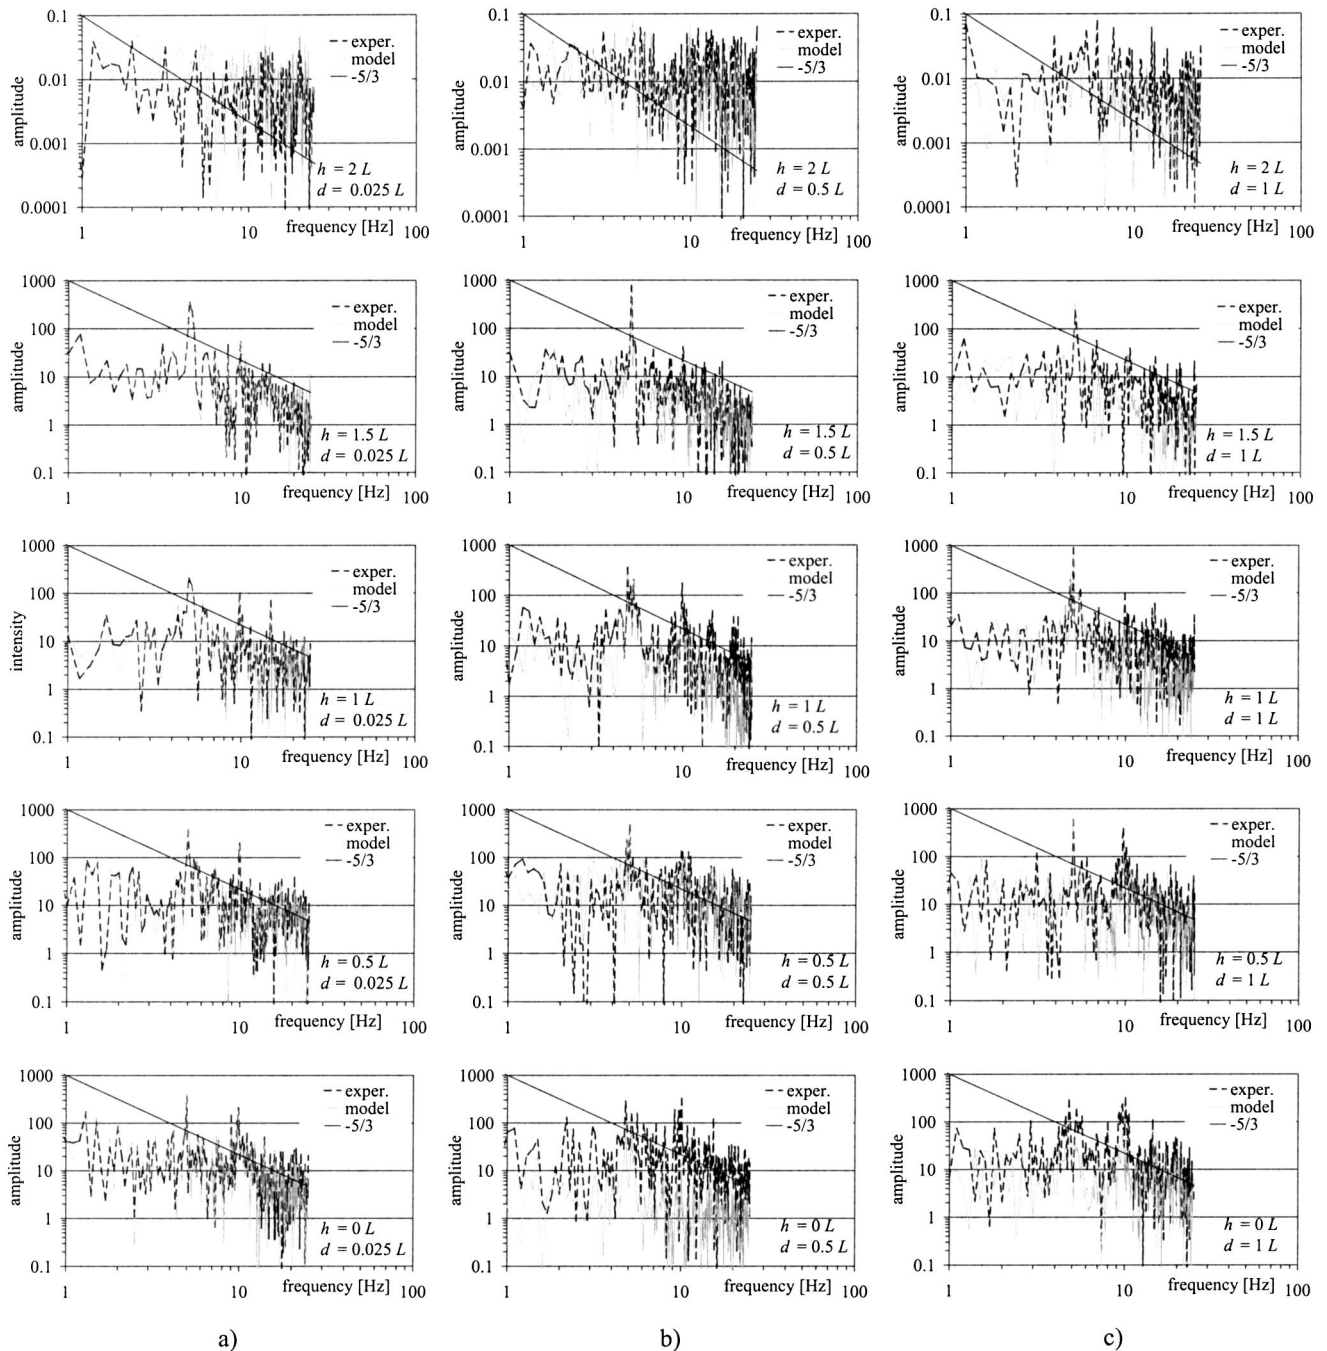 0.1
0.01
0.001
0.0001
amplitude
exper.
model
-5/3
h = 2 L
d = 0.025 L
1
10
100
frequency [Hz]
0.1
0.01
0.001
0.0001
amplitude
exper.
model
-5/3
h = 2 L
d = 0.5 L
1
10
100
frequency [Hz]
0.1
0.01
0.001
0.0001
amplitude
exper.
model
-5/3
h = 2 L
d = 1 L
1
10
100
frequency [Hz]
1000
100
10
1
0.1
amplitude
exper.
model
-5/3
h = 1.5 L
d = 0.025 L
1
10
100
frequency [Hz]
1000
100
10
1
0.1
amplitude
exper.
model
-5/3
h = 1.5 L
d = 0.5 L
1
10
100
frequency [Hz]
1000
100
10
1
0.1
amplitude
exper.
model
-5/3
h = 1.5 L
d = 1 L
1
10
100
frequency [Hz]
1000
100
10
1
0.1
intensity
exper.
model
-5/3
h = 1 L
d = 0.025 L
1
10
100
frequency [Hz]
1000
100
10
1
0.1
amplitude
exper.
model
-5/3
h = 1 L
d = 0.5 L
1
10
100
frequency [Hz]
1000
100
10
1
0.1
amplitude
exper.
model
-5/3
h = 1 L
d = 1 L
1
10
100
frequency [Hz]
1000
100
10
1
0.1
amplitude
exper.
model
-5/3
h = 0.5 L
d = 0.025 L
1
10
100
frequency [Hz]
1000
100
10
1
0.1
amplitude
exper.
model
-5/3
h = 0.5 L
d = 0.5 L
1
10
100
frequency [Hz]
1000
100
10
1
0.1
amplitude
exper.
model
-5/3
h = 0.5 L
d = 1 L
1
10
100
frequency [Hz]
1000
100
10
1
0.1
amplitude
exper.
model
-5/3
h = 0 L
d = 0.025 L
1
10
100
frequency [Hz]
1000
100
10
1
0.1
amplitude
exper.
model
-5/3
h = 0 L
d = 0.5 L
1
10
100
frequency [Hz]
1000
100
10
1
0.1
amplitude
exper.
model
-5/3
h = 0 L
d = 1 L
1
10
100
frequency [Hz]
a)
b)
c)